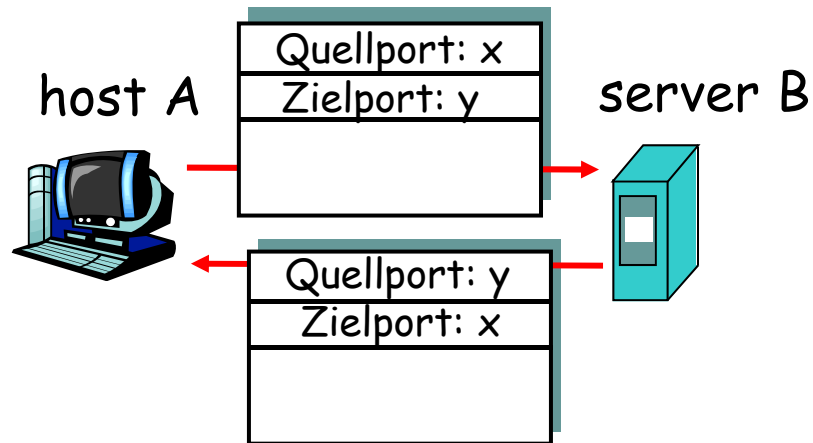 host A
Quellport: x
Zielport: y
server B
Quellport: y
Zielport: x